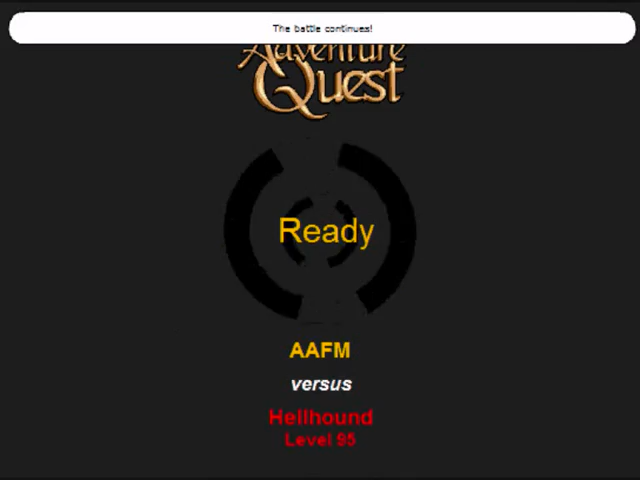 The battle continues!
Adventure
Quest
Ready
AAFM
versus
Hellhound
Level 95